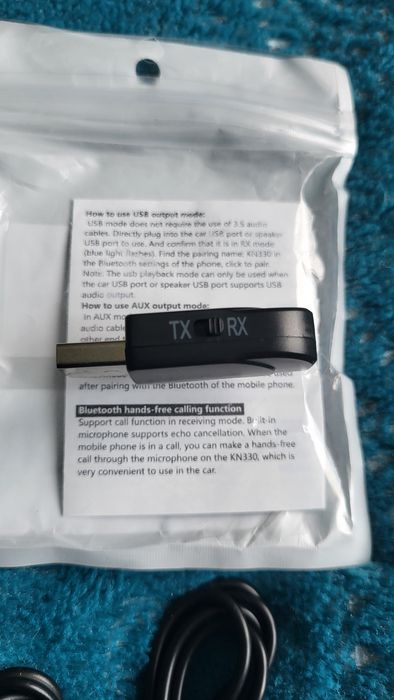 How to use USB output mode:
USB mode does not require the use of 3.5 audio
cables. Directly plug into the car USB port or speaker
USB port to use. And confirm that it is in RX mode
(blue light flashes). Find the pairing name: KN330 in
the Bluetooth settings of the phone, click to pair.
Note: The usb playback mode can only be used when
the car USB port or speaker USB port supports USB
audio output.
How to use AUX output mode:
In AUX
audio
other end
TX RX
used
after pairing with the Bluetooth of the mobile phone.
Bluetooth hands-free calling function
Support call function in receiving mode. Built-in
microphone supports echo cancellation. When the
mobile phone is in a call, you can make a hands-free
call through the microphone on the KN330, which is
very convenient to use in the car.